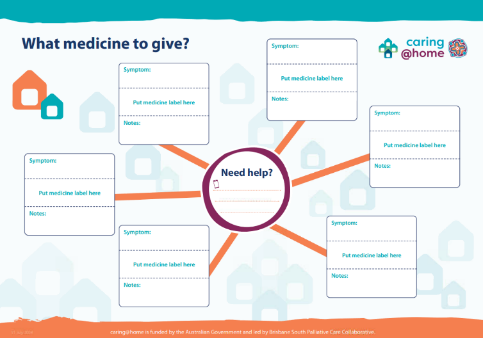 What medicine to give?
caring
@home
Symptom:
Put medicine label here
Notes:
Symptom:
Put medicine label here
Notes:
Symptom:
Put medicine label here
Notes:
Symptom:
Put medicine label here
Notes:
Need help?
Symptom:
Put medicine label here
Notes:
Symptom:
Put medicine label here
Notes:
caring@home is funded by the Australian Government and led by Brisbane South Palliative Care Collaborative.